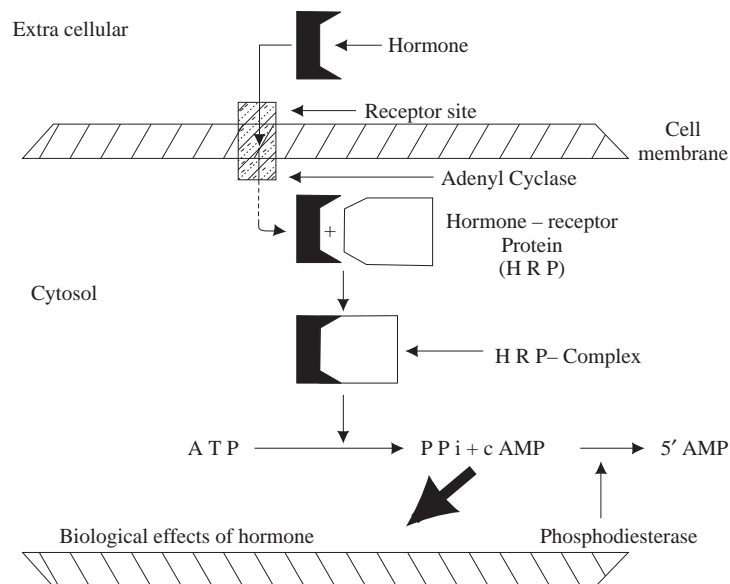 Extra cellular
Hormone
Receptor site
Cell
membrane
Adenyl Cyclase
+
Hormone – receptor
Protein
(H R P)
Cytosol
H R P– Complex
A T P
P P i + c AMP
5′ AMP
Biological effects of hormone
Phosphodiesterase